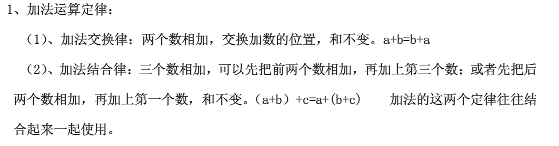 1、加法运算定律：
（1）、加法交换律：两个数相加，交换加数的位置，和不变。a+b=b+a
（2）、加法结合律：三个数相加，可以先把前两个数相加，再加上第三个数；或者先把后
两个数相加，再加上第一个数，和不变。（a+b）+c=a+(b+c)　　加法的这两个定律往往结
合起来一起使用。